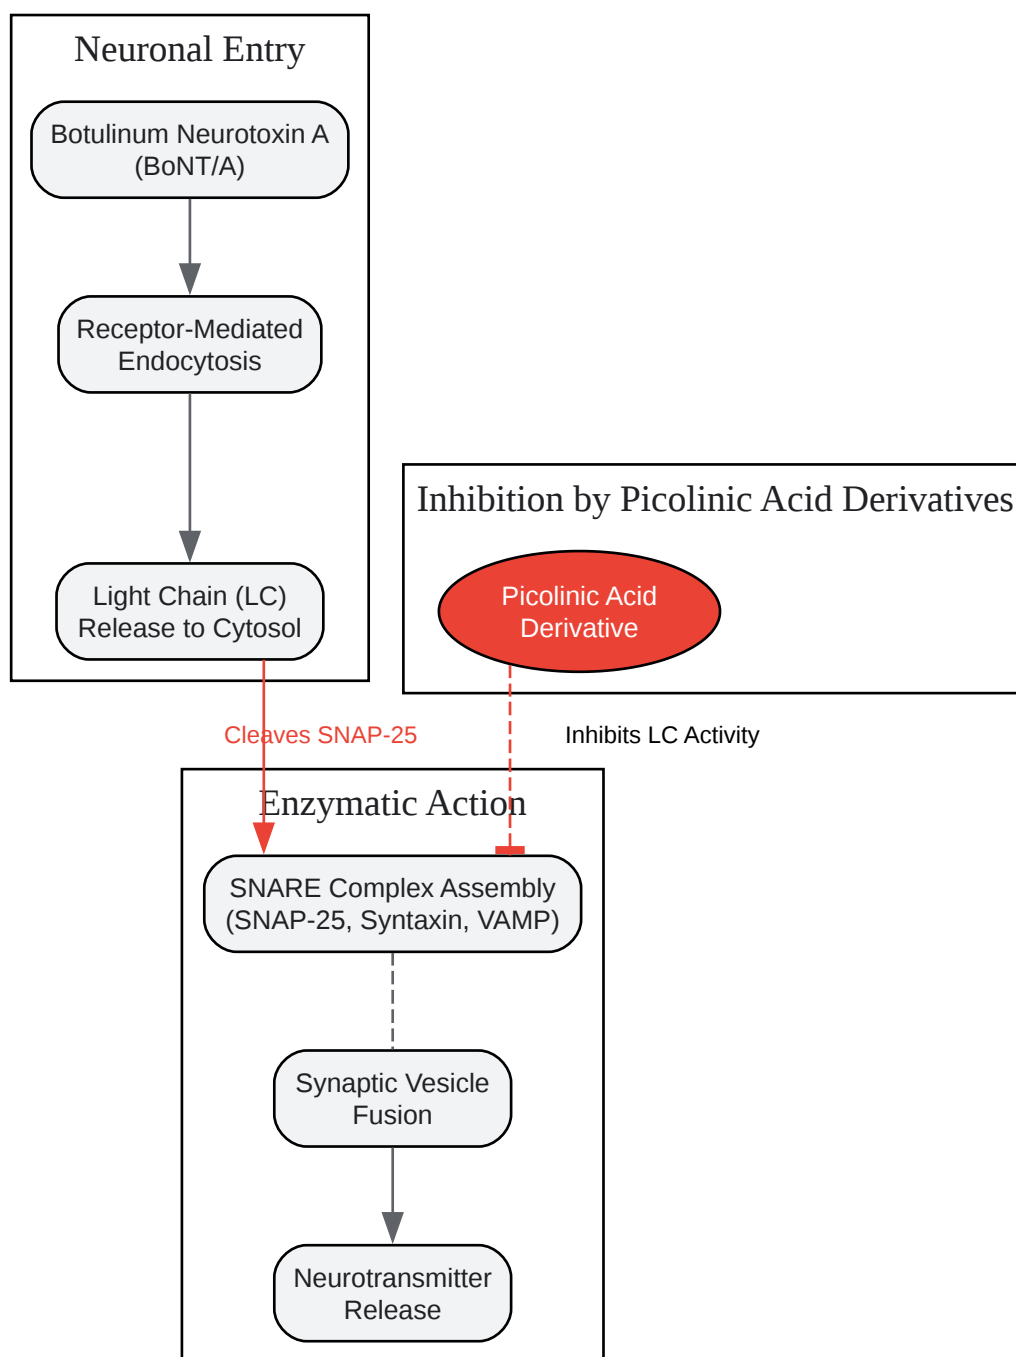 Neuronal Entry
Botulinum Neurotoxin A
(BoNT/A)
Receptor-Mediated
Endocytosis
Light Chain (LC)
Release to Cytosol
Inhibition by Picolinic Acid Derivatives
Picolinic Acid
Derivative
Cleaves SNAP-25
Inhibits LC Activity
Enzymatic Action
SNARE Complex Assembly
(SNAP-25, Syntaxin, VAMP)
Synaptic Vesicle
Fusion
Neurotransmitter
Release